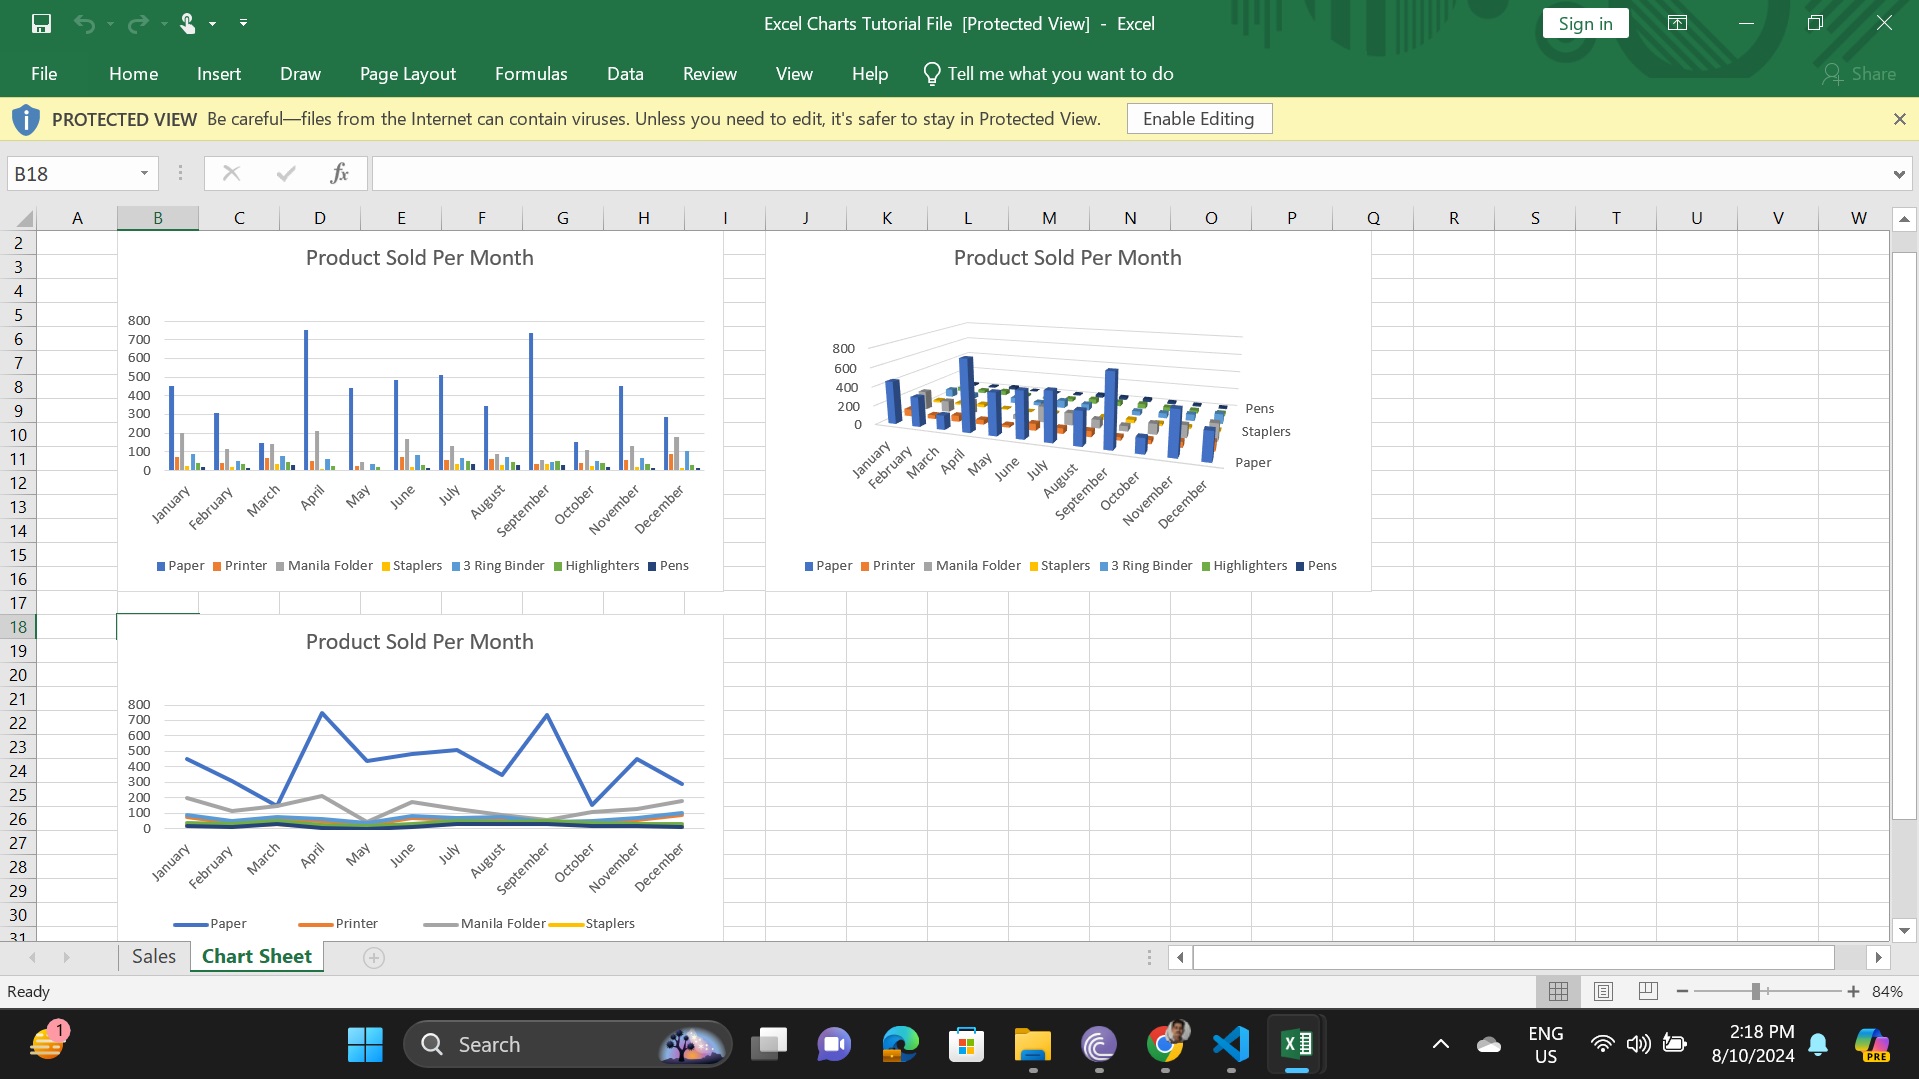 Excel Charts Tutorial File [Protected View] - Excel
Sign in
File Home Insert Draw Page Layout Formulas Data Review View Help Tell me what you want to do Share
PROTECTED VIEW Be careful—files from the Internet can contain viruses. Unless you need to edit, it's safer to stay in Protected View. Enable Editing
B18 fx
A B C D E F G H I J K L M N O P Q R S T U V W
2
3
4
5
6
7
8
9
10
11
12
13
14
15
16
17
18
19
20
21
22
23
24
25
26
27
28
29
30
31
Product Sold Per Month
800
700
600
500
400
300
200
100
0
January February March April May June July August September October November December
Paper Printer Manila Folder Staplers 3 Ring Binder Highlighters Pens
Product Sold Per Month
800
600
400
200
0
Pens
Staplers
Paper
January February March April May June July August September October November December
Paper Printer Manila Folder Staplers 3 Ring Binder Highlighters Pens
Product Sold Per Month
800
700
600
500
400
300
200
100
0
January February March April May June July August September October November December
Paper Printer Manila Folder Staplers
Sales Chart Sheet
Ready 84%
1
Search
ENG
US
2:18 PM
8/10/2024
PRE